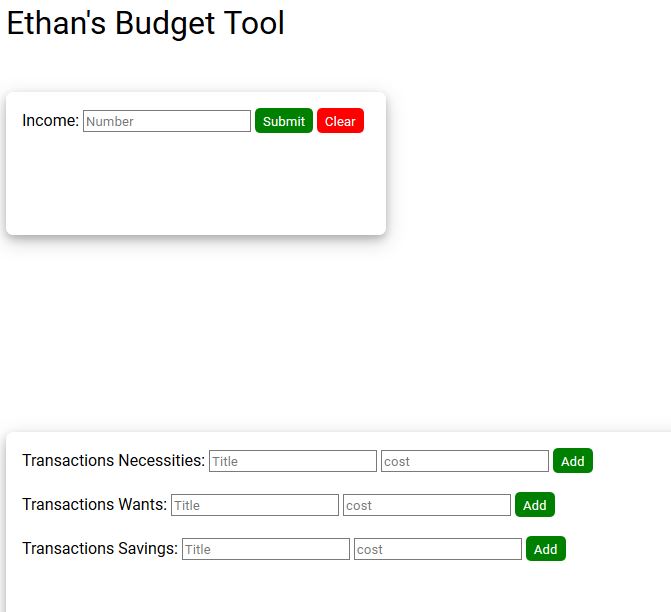 Ethan's Budget Tool
Income: Number Submit Clear
Transactions Necessities: Title cost Add
Transactions Wants: Title cost Add
Transactions Savings: Title cost Add